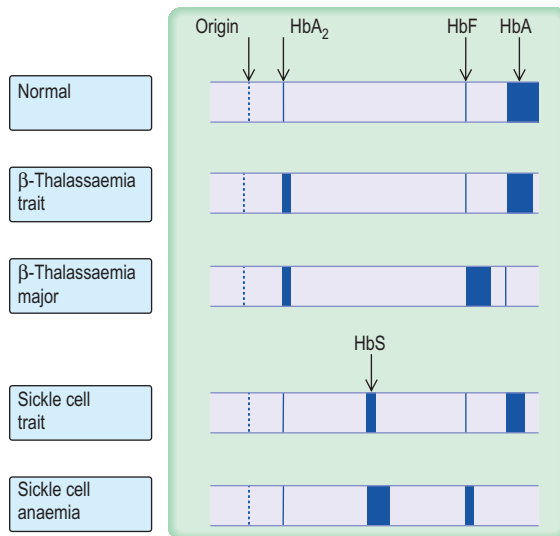 Origin HbA₂ HbF HbA
Normal
β-Thalassaemia
trait
β-Thalassaemia
major
HbS
Sickle cell
trait
Sickle cell
anaemia